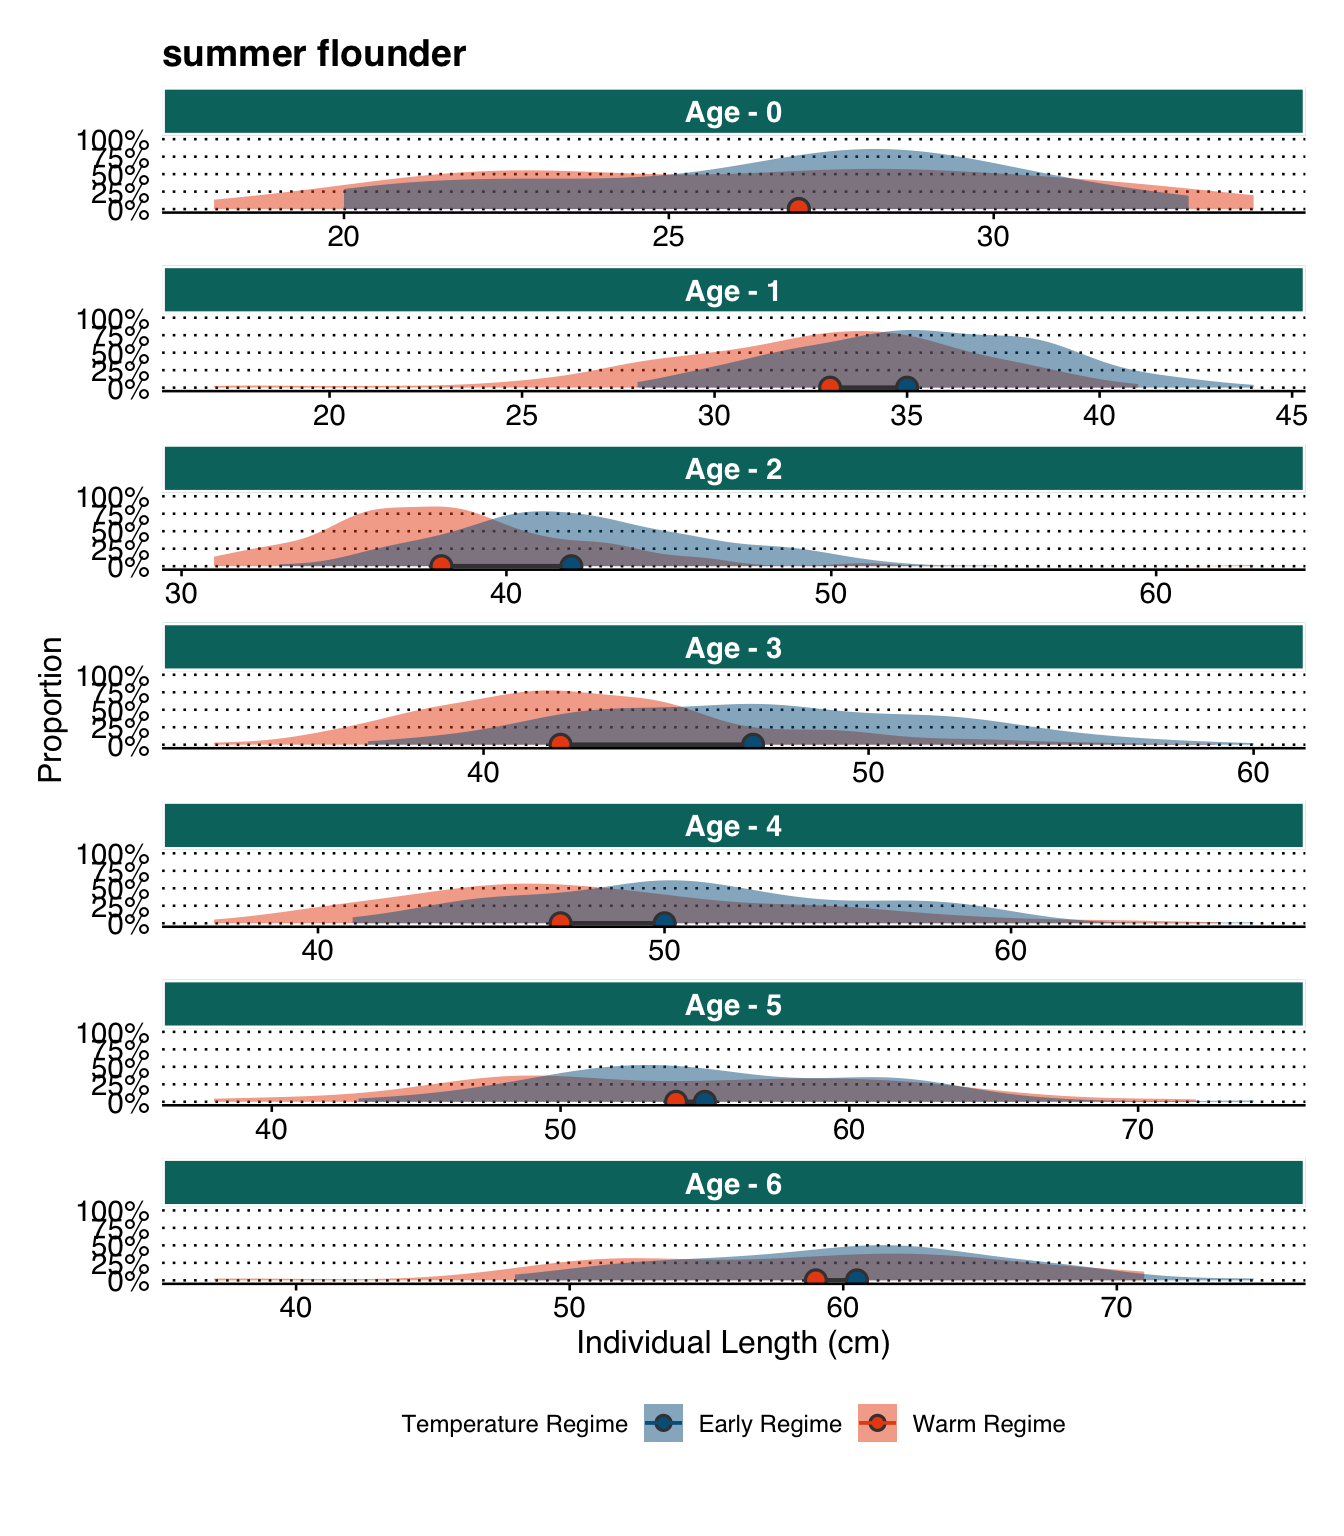 summer flounder
Age - 0
100%
75%
50%
25%
0%
20 25 30
Age - 1
100%
75%
50%
25%
0%
20 25 30 35 40 45
Age - 2
100%
75%
50%
25%
0%
30 40 50 60
Age - 3
100%
75%
50%
25%
0%
40 50 60
Proportion
Age - 4
100%
75%
50%
25%
0%
40 50 60
Age - 5
100%
75%
50%
25%
0%
40 50 60 70
Age - 6
100%
75%
50%
25%
0%
40 50 60 70
Individual Length (cm)
Temperature Regime Early Regime Warm Regime